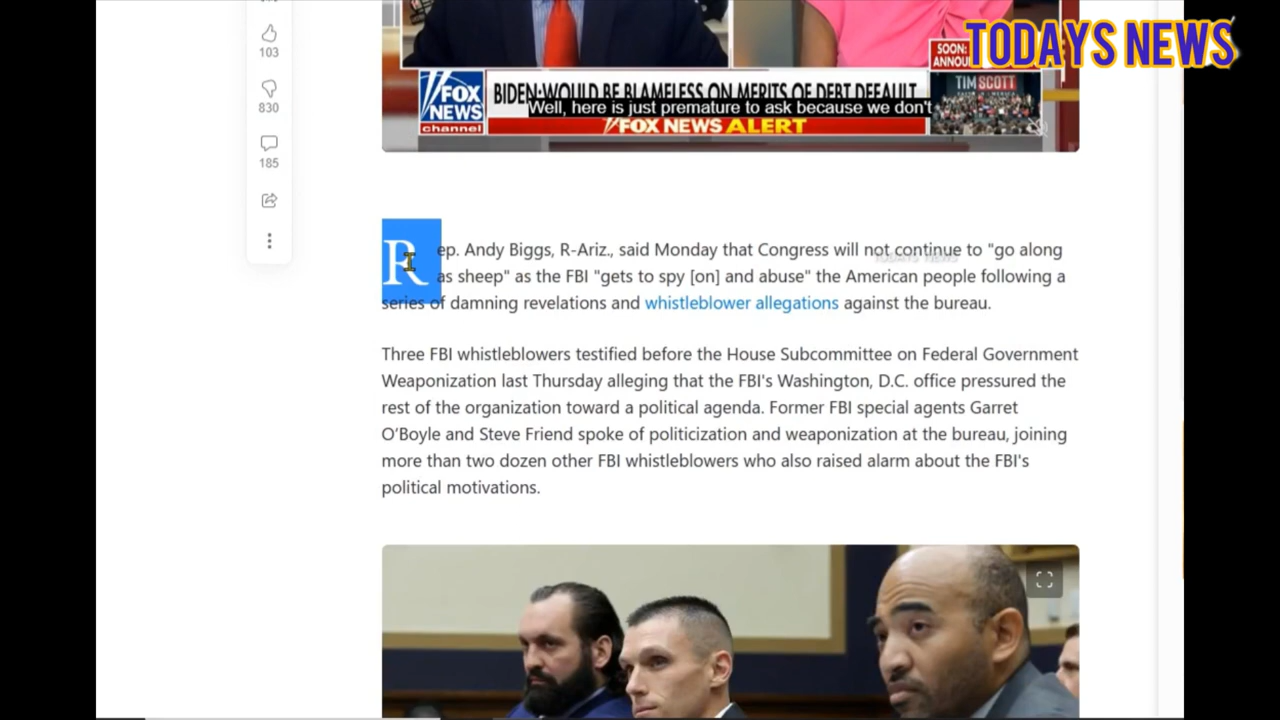 TODAYS NEWS
103
830
185
SOON:
TIM SCOTT
FOX
NEWS
channel
BIDEN: WOULD BE BLAMELESS ON MERITS OF DEBT DEFAULT
Well, here is just premature to ask because we don't
FOX NEWS ALERT
Rep. Andy Biggs, R-Ariz., said Monday that Congress will not continue to "go along
as sheep" as the FBI "gets to spy [on] and abuse" the American people following a
series of damning revelations and whistleblower allegations against the bureau.
TODAYS NEWS
Three FBI whistleblowers testified before the House Subcommittee on Federal Government
Weaponization last Thursday alleging that the FBI's Washington, D.C. office pressured the
rest of the organization toward a political agenda. Former FBI special agents Garret
O'Boyle and Steve Friend spoke of politicization and weaponization at the bureau, joining
more than two dozen other FBI whistleblowers who also raised alarm about the FBI's
political motivations.